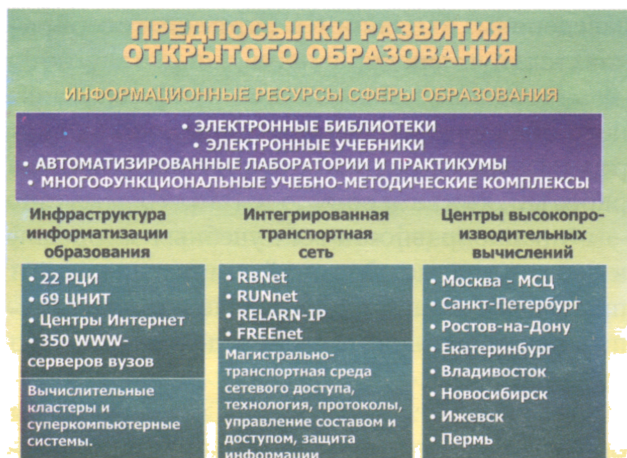 ПРЕДПОСЫЛКИ РАЗВИТИЯ
ОТКРЫТОГО ОБРАЗОВАНИЯ
ИНФОРМАЦИОННЫЕ РЕСУРСЫ СФЕРЫ ОБРАЗОВАНИЯ
• ЭЛЕКТРОННЫЕ БИБЛИОТЕКИ
• ЭЛЕКТРОННЫЕ УЧЕБНИКИ
• АВТОМАТИЗИРОВАННЫЕ ЛАБОРАТОРИИ И ПРАКТИКУМЫ
• МНОГОФУНКЦИОНАЛЬНЫЕ УЧЕБНО-МЕТОДИЧЕСКИЕ КОМПЛЕКСЫ
Инфраструктура
информатизации
образования
• 22 РЦИ
• 69 ЦНИТ
• Центры Интернет
• 350 WWW-
серверов вузов
Вычислительные
кластеры и
суперкомпьютерные
системы.
Интегрированная
транспортная
сеть
• RBNet
• RUNnet
• RELARN-IP
• FREEnet
Магистрально-
транспортная среда
сетевого доступа,
технология, протоколы,
управление составом и
доступом, защита
информации
Центры высокопро-
изводительных
вычислений
• Москва - МСЦ
• Санкт-Петербург
• Ростов-на-Дону
• Екатеринбург
• Владивосток
• Новосибирск
• Ижевск
• Пермь